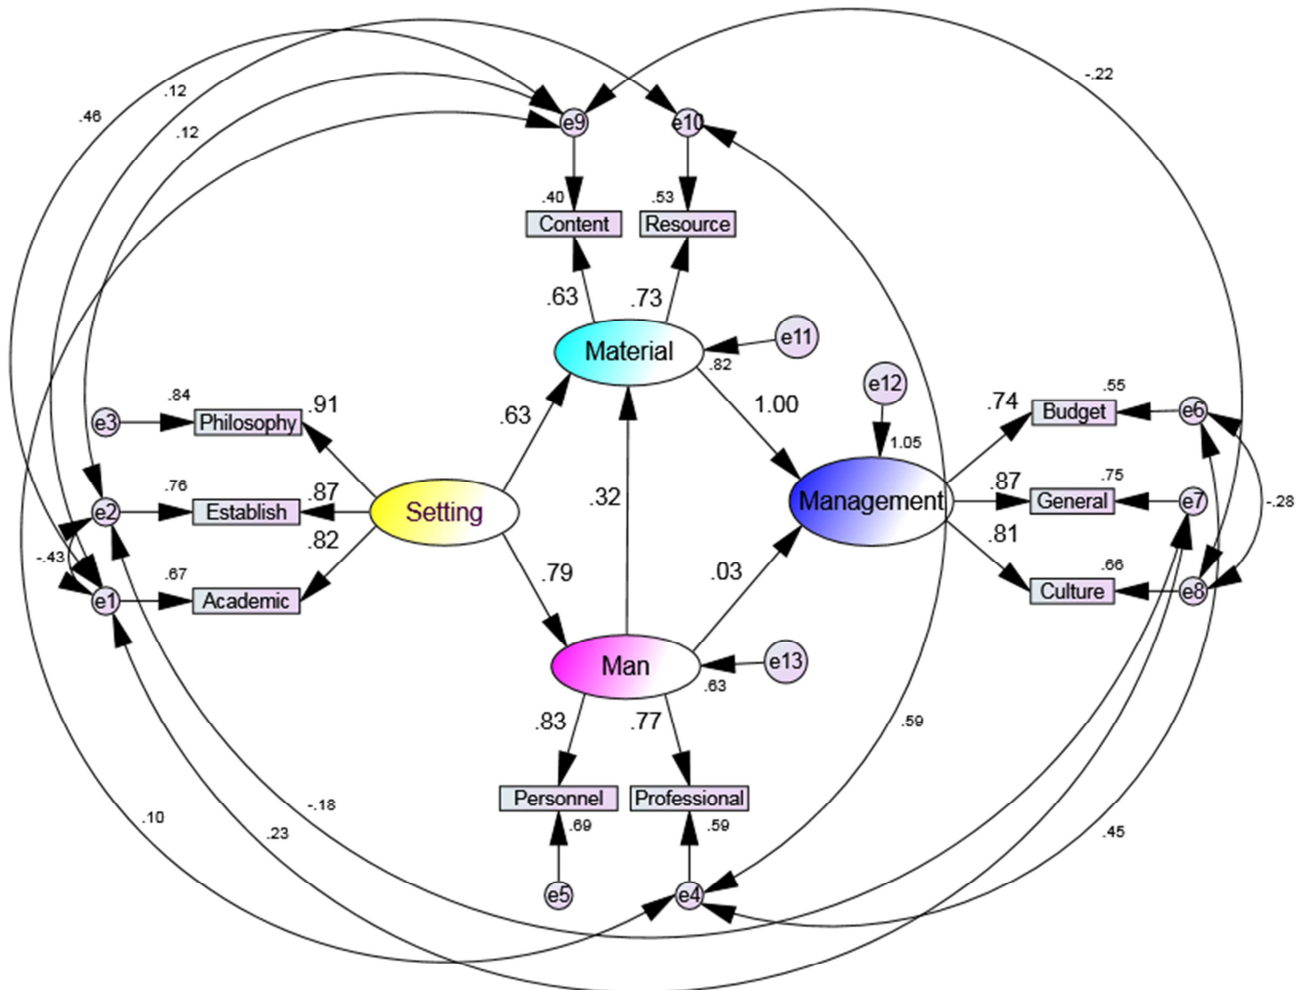 -.22
.12
.46
.12
e9
e10
.40
.53
Content
Resource
.63
.73
e11
Material
.82
e12
1.00
.84
.91
.63
.74
.55
e3
Philosophy
Budget
e6
1.05
.76
.87
.32
.87
.75
e2
Establish
Setting
Management
General
e7
-.28
.82
.81
-.43
.67
.79
.03
.66
e1
Academic
Culture
e8
Man
e13
.63
.83
.77
.59
Personnel
Professional
-.18
.10
.23
.69
.59
.45
e5
e4